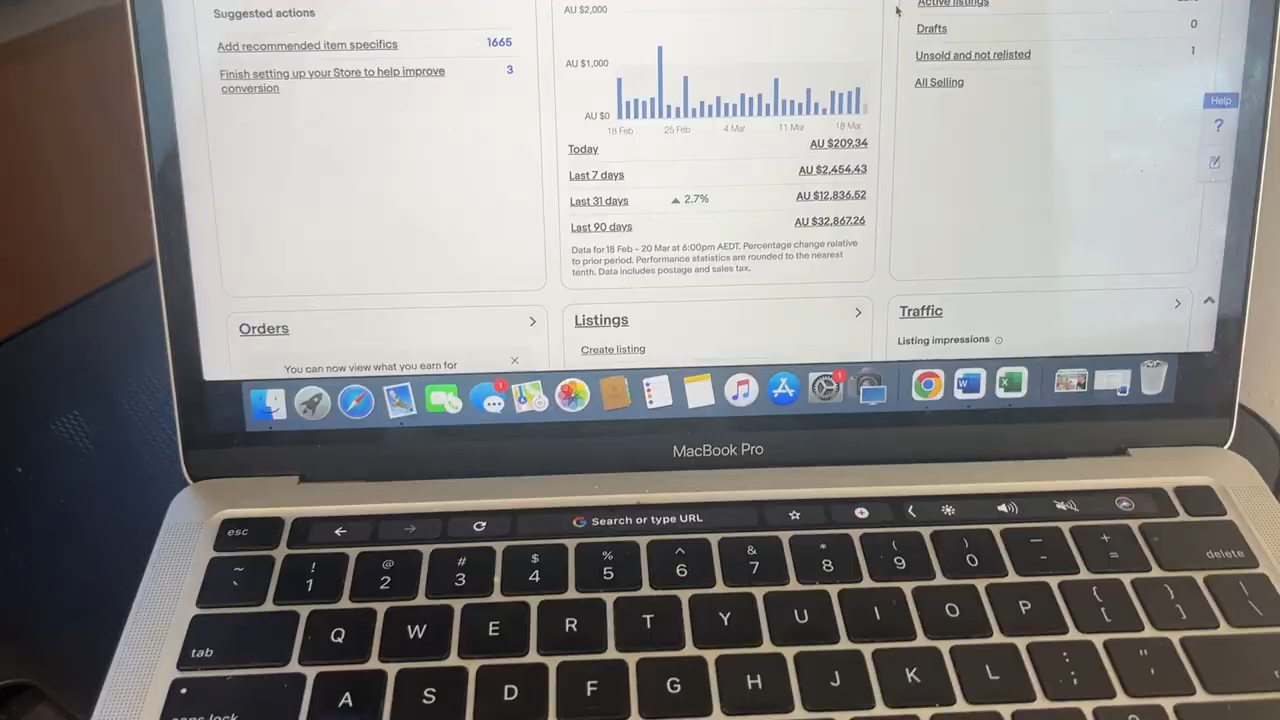 Suggested actions
Add recommended item specifics 1665
Finish setting up your Store to help improve 3
conversion
AU $2,000
AU $1,000
AU $0
18 Feb 25 Feb 4 Mar 11 Mar 18 Mar
Today AU $209.34
Last 7 days AU $2,454.43
Last 31 days 2.7% AU $12,836.52
Last 90 days AU $32,867.26
Data for 18 Feb - 20 Mar at 6:00pm AEDT. Percentage change relative
to prior period. Performance statistics are rounded to the nearest
tenth. Data includes postage and sales tax.
Active listings
Drafts 0
Unsold and not relisted 1
All Selling
Help
?
Orders
You can now view what you earn for
Listings
Create listing
Traffic
Listing impressions
1
1
W
X
MacBook Pro
esc
G Search or type URL
~ `
! 1
@ 2
# 3
$ 4
% 5
^ 6
& 7
* 8
( 9
) 0
— -
+ =
delete
tab
Q W E R T Y U I O P { [ } ] | \
caps lock
A S D F G H J K L : ; " '